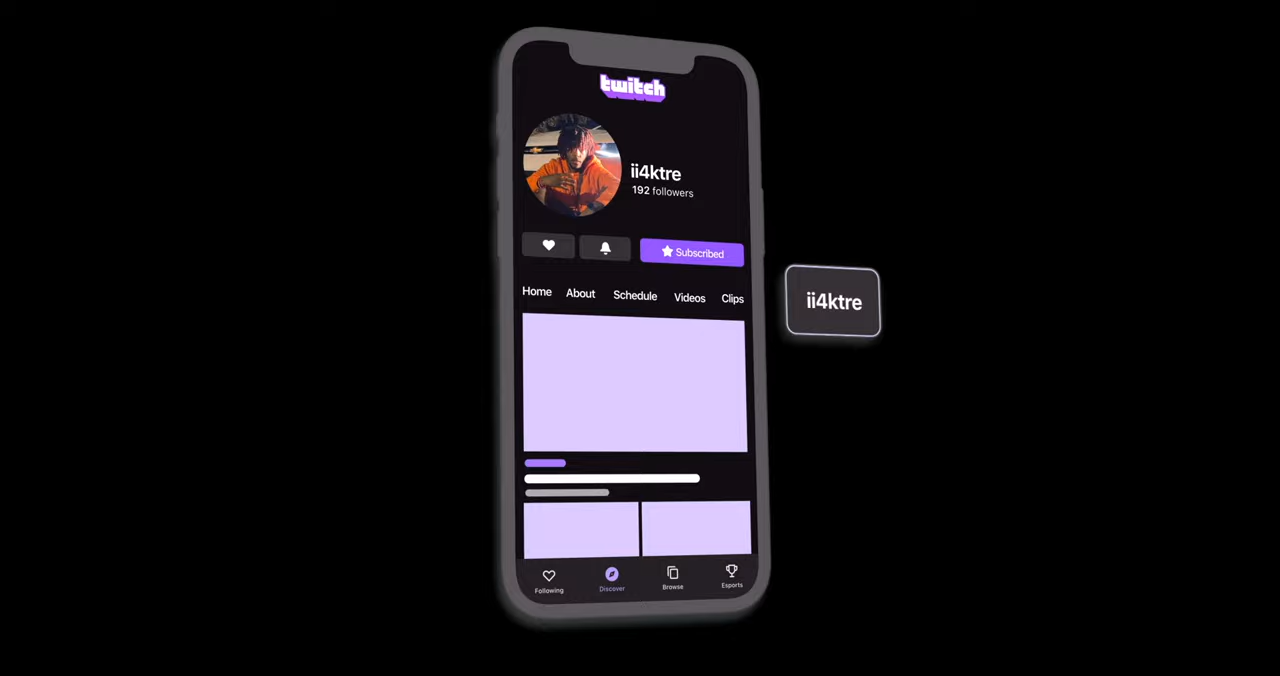 twitch
ii4ktre
192 followers
Subscribed
Home About Schedule Videos Clips
ii4ktre
Following Discover Browse Esports